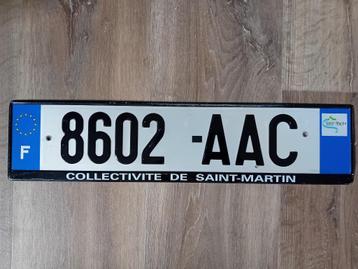 F 8602-AAC
COLLECTIVITE DE SAINT-MARTIN